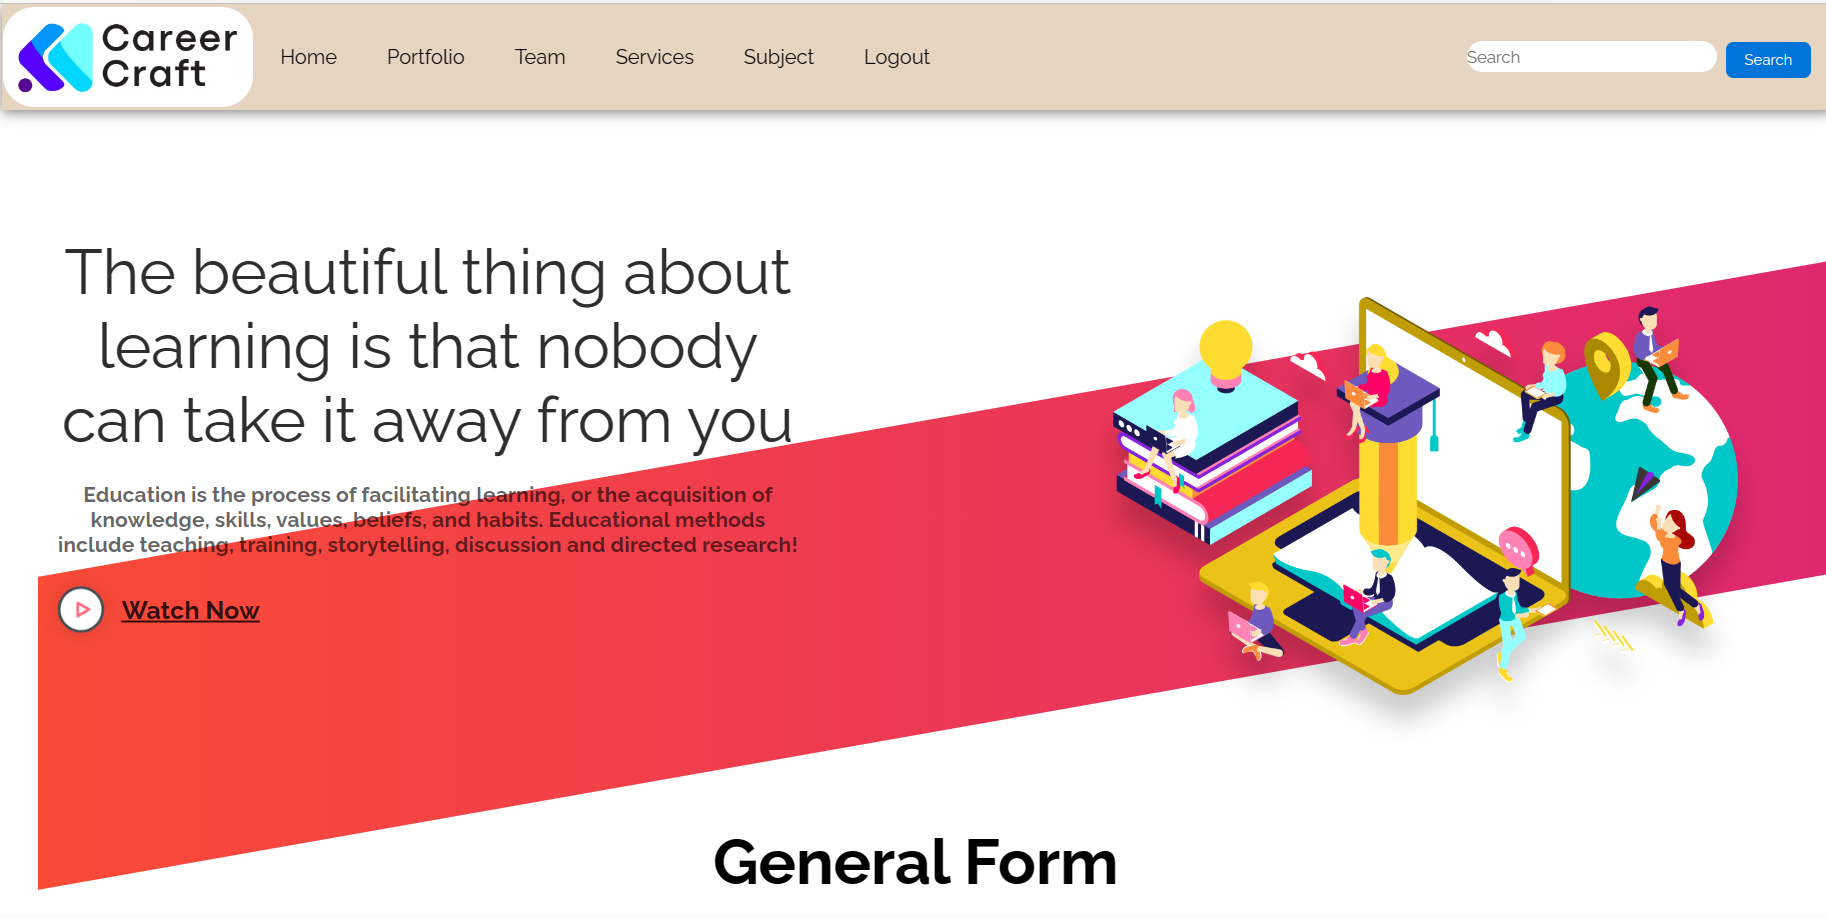 Career
Craft
Home Portfolio Team Services Subject Logout Search Search
The beautiful thing about
learning is that nobody
can take it away from you
Education is the process of facilitating learning, or the acquisition of
knowledge, skills, values, beliefs, and habits. Educational methods
include teaching, training, storytelling, discussion and directed research!
Watch Now
General Form